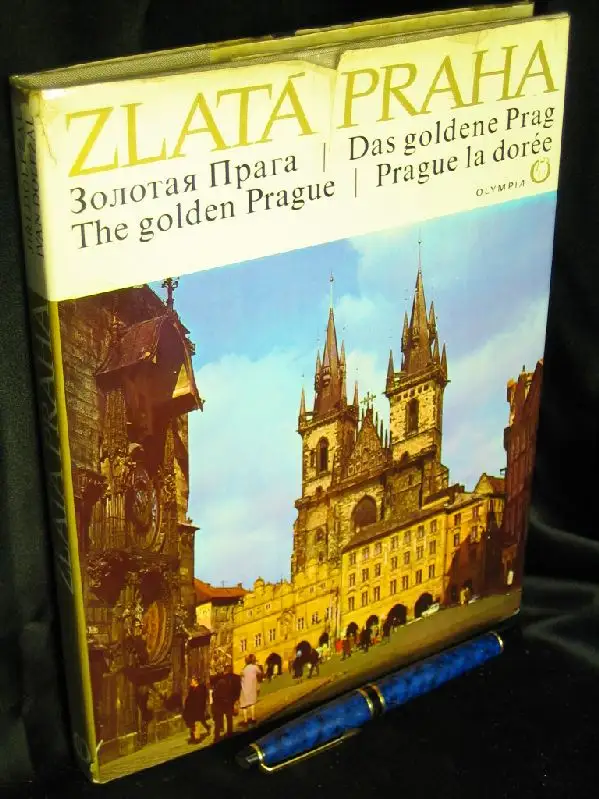 ZLATÁ PRAHA
Золотая Прага | Das goldene Prag
The golden Prague | Prague la dorée
OLYMPIA
ZLATÁ PRAHA